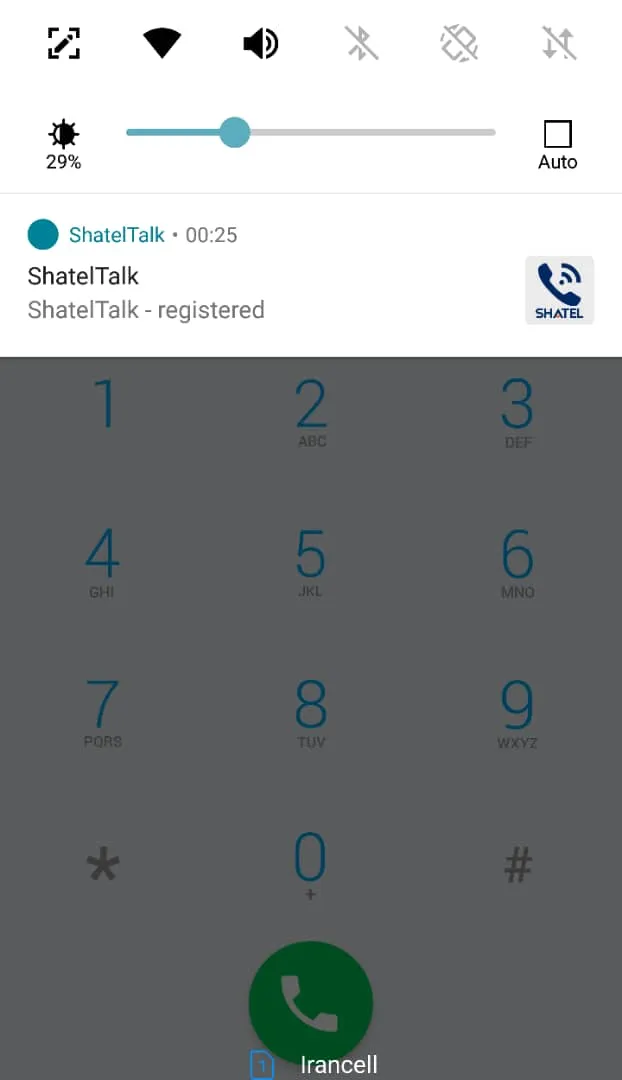 29%
Auto
ShatelTalk • 00:25
ShatelTalk
ShatelTalk - registered
SHATEL
1 2 3
ABC DEF
4 5 6
GHI JKL MNO
7 8 9
PQRS TUV WXYZ
* 0 #
+
1 Irancell